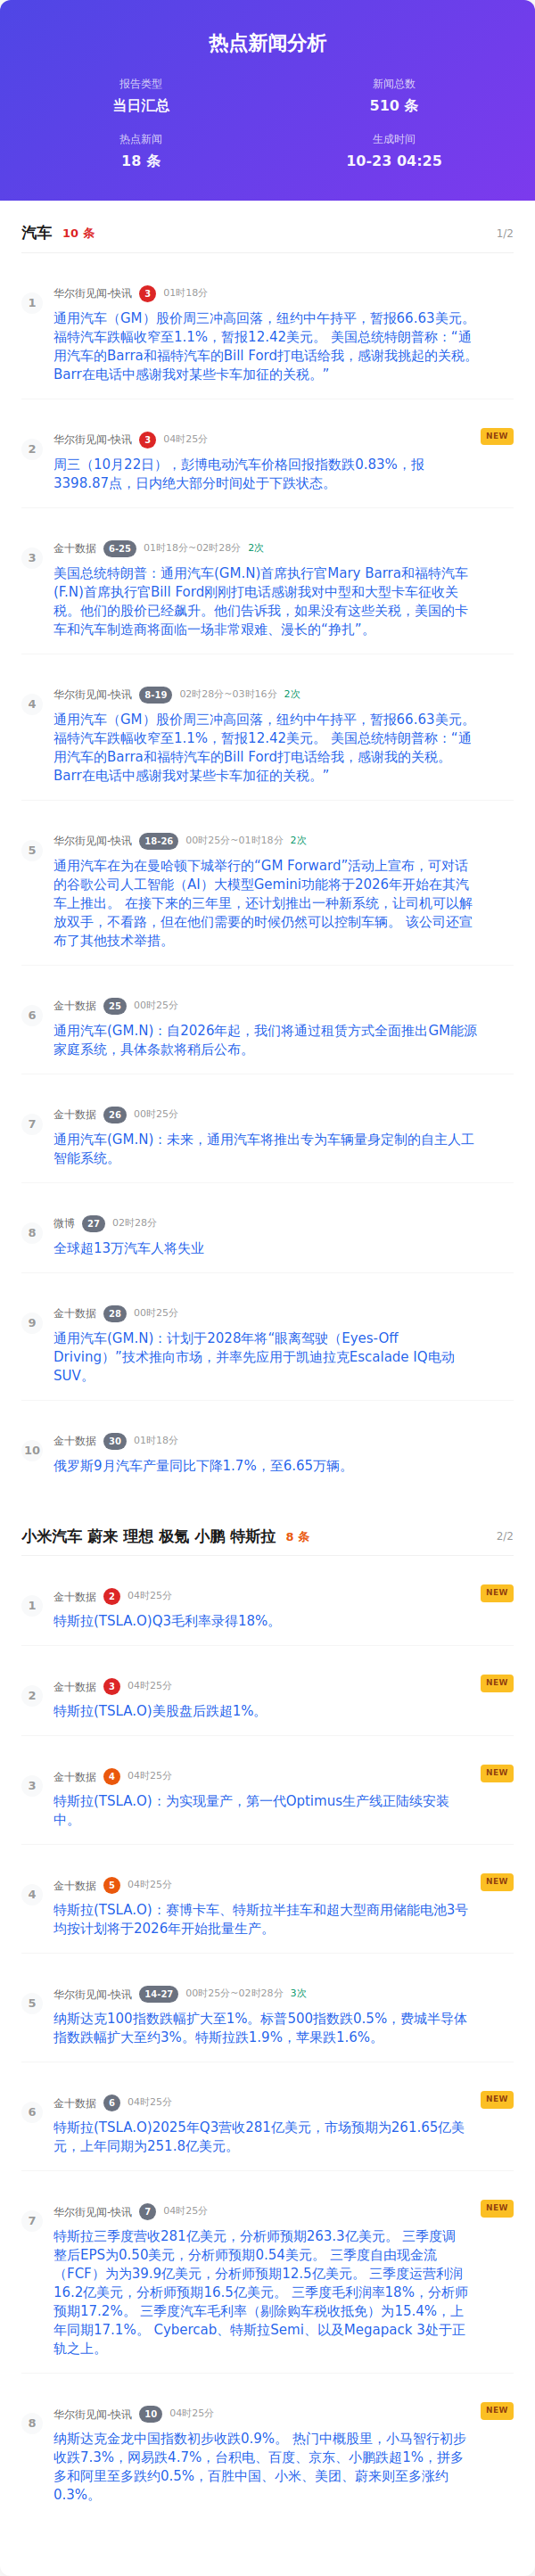 热点新闻分析
报告类型
当日汇总
新闻总数
510 条
热点新闻
18 条
生成时间
10-23 04:25
汽车 10 条 1/2
1
华尔街见闻-快讯 3 01时18分
通用汽车（GM）股价周三冲高回落，纽约中午持平，暂报66.63美元。
福特汽车跌幅收窄至1.1%，暂报12.42美元。 美国总统特朗普称：“通
用汽车的Barra和福特汽车的Bill Ford打电话给我，感谢我挑起的关税。
Barr在电话中感谢我对某些卡车加征的关税。”
2
华尔街见闻-快讯 3 04时25分 NEW
周三（10月22日），彭博电动汽车价格回报指数跌0.83%，报
3398.87点，日内绝大部分时间处于下跌状态。
3
金十数据 6-25 01时18分~02时28分 2次
美国总统特朗普：通用汽车(GM.N)首席执行官Mary Barra和福特汽车
(F.N)首席执行官Bill Ford刚刚打电话感谢我对中型和大型卡车征收关
税。他们的股价已经飙升。他们告诉我，如果没有这些关税，美国的卡
车和汽车制造商将面临一场非常艰难、漫长的“挣扎”。
4
华尔街见闻-快讯 8-19 02时28分~03时16分 2次
通用汽车（GM）股价周三冲高回落，纽约中午持平，暂报66.63美元。
福特汽车跌幅收窄至1.1%，暂报12.42美元。 美国总统特朗普称：“通
用汽车的Barra和福特汽车的Bill Ford打电话给我，感谢我的关税。
Barr在电话中感谢我对某些卡车加征的关税。”
5
华尔街见闻-快讯 18-26 00时25分~01时18分 2次
通用汽车在为在曼哈顿下城举行的“GM Forward”活动上宣布，可对话
的谷歌公司人工智能（AI）大模型Gemini功能将于2026年开始在其汽
车上推出。 在接下来的三年里，还计划推出一种新系统，让司机可以解
放双手，不看路，但在他们需要的时候仍然可以控制车辆。 该公司还宣
布了其他技术举措。
6
金十数据 25 00时25分
通用汽车(GM.N)：自2026年起，我们将通过租赁方式全面推出GM能源
家庭系统，具体条款将稍后公布。
7
金十数据 26 00时25分
通用汽车(GM.N)：未来，通用汽车将推出专为车辆量身定制的自主人工
智能系统。
8
微博 27 02时28分
全球超13万汽车人将失业
9
金十数据 28 00时25分
通用汽车(GM.N)：计划于2028年将“眼离驾驶（Eyes-Off
Driving）”技术推向市场，并率先应用于凯迪拉克Escalade IQ电动
SUV。
10
金十数据 30 01时18分
俄罗斯9月汽车产量同比下降1.7%，至6.65万辆。
小米汽车 蔚来 理想 极氪 小鹏 特斯拉 8 条 2/2
1
金十数据 2 04时25分 NEW
特斯拉(TSLA.O)Q3毛利率录得18%。
2
金十数据 3 04时25分 NEW
特斯拉(TSLA.O)美股盘后跌超1%。
3
金十数据 4 04时25分 NEW
特斯拉(TSLA.O)：为实现量产，第一代Optimus生产线正陆续安装
中。
4
金十数据 5 04时25分 NEW
特斯拉(TSLA.O)：赛博卡车、特斯拉半挂车和超大型商用储能电池3号
均按计划将于2026年开始批量生产。
5
华尔街见闻-快讯 14-27 00时25分~02时28分 3次
纳斯达克100指数跌幅扩大至1%。标普500指数跌0.5%，费城半导体
指数跌幅扩大至约3%。特斯拉跌1.9%，苹果跌1.6%。
6
金十数据 6 04时25分 NEW
特斯拉(TSLA.O)2025年Q3营收281亿美元，市场预期为261.65亿美
元，上年同期为251.8亿美元。
7
华尔街见闻-快讯 7 04时25分 NEW
特斯拉三季度营收281亿美元，分析师预期263.3亿美元。 三季度调
整后EPS为0.50美元，分析师预期0.54美元。 三季度自由现金流
（FCF）为为39.9亿美元，分析师预期12.5亿美元。 三季度运营利润
16.2亿美元，分析师预期16.5亿美元。 三季度毛利润率18%，分析师
预期17.2%。 三季度汽车毛利率（剔除购车税收抵免）为15.4%，上
年同期17.1%。 Cybercab、特斯拉Semi、以及Megapack 3处于正
轨之上。
8
华尔街见闻-快讯 10 04时25分 NEW
纳斯达克金龙中国指数初步收跌0.9%。 热门中概股里，小马智行初步
收跌7.3%，网易跌4.7%，台积电、百度、京东、小鹏跌超1%，拼多
多和阿里至多跌约0.5%，百胜中国、小米、美团、蔚来则至多涨约
0.3%。